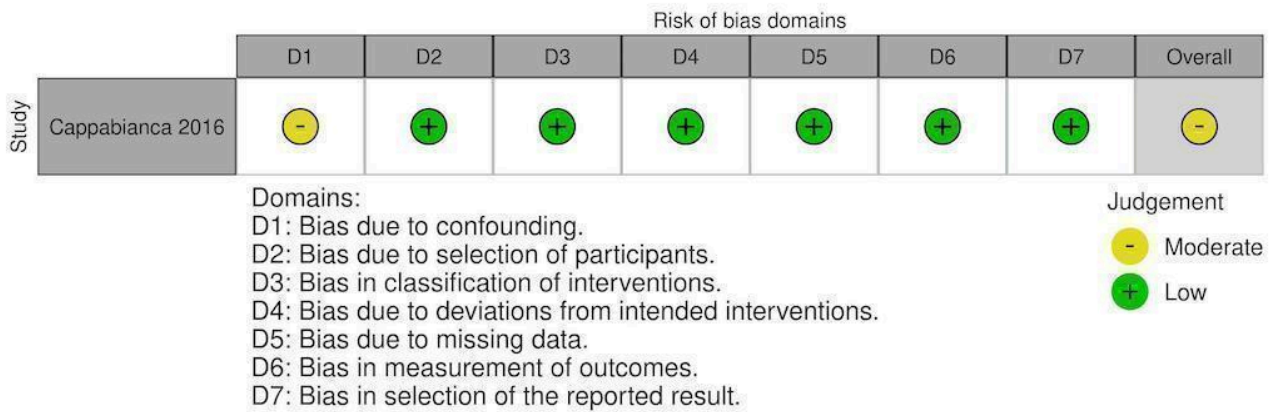 Risk of bias domains
D1 D2 D3 D4 D5 D6 D7 Overall
Study
Cappabianca 2016 - + + + + + + -
Domains:
D1: Bias due to confounding.
D2: Bias due to selection of participants.
D3: Bias in classification of interventions.
D4: Bias due to deviations from intended interventions.
D5: Bias due to missing data.
D6: Bias in measurement of outcomes.
D7: Bias in selection of the reported result.
Judgement
- Moderate
+ Low